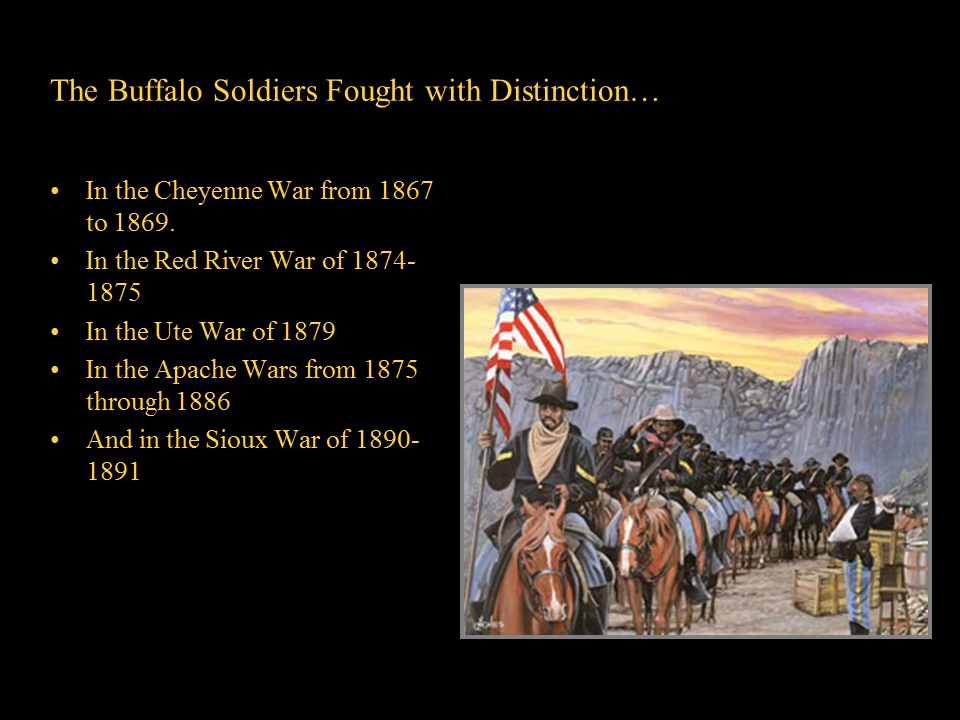 The Buffalo Soldiers Fought with Distinction…
• In the Cheyenne War from 1867
to 1869.
• In the Red River War of 1874-
1875
• In the Ute War of 1879
• In the Apache Wars from 1875
through 1886
• And in the Sioux War of 1890-
1891